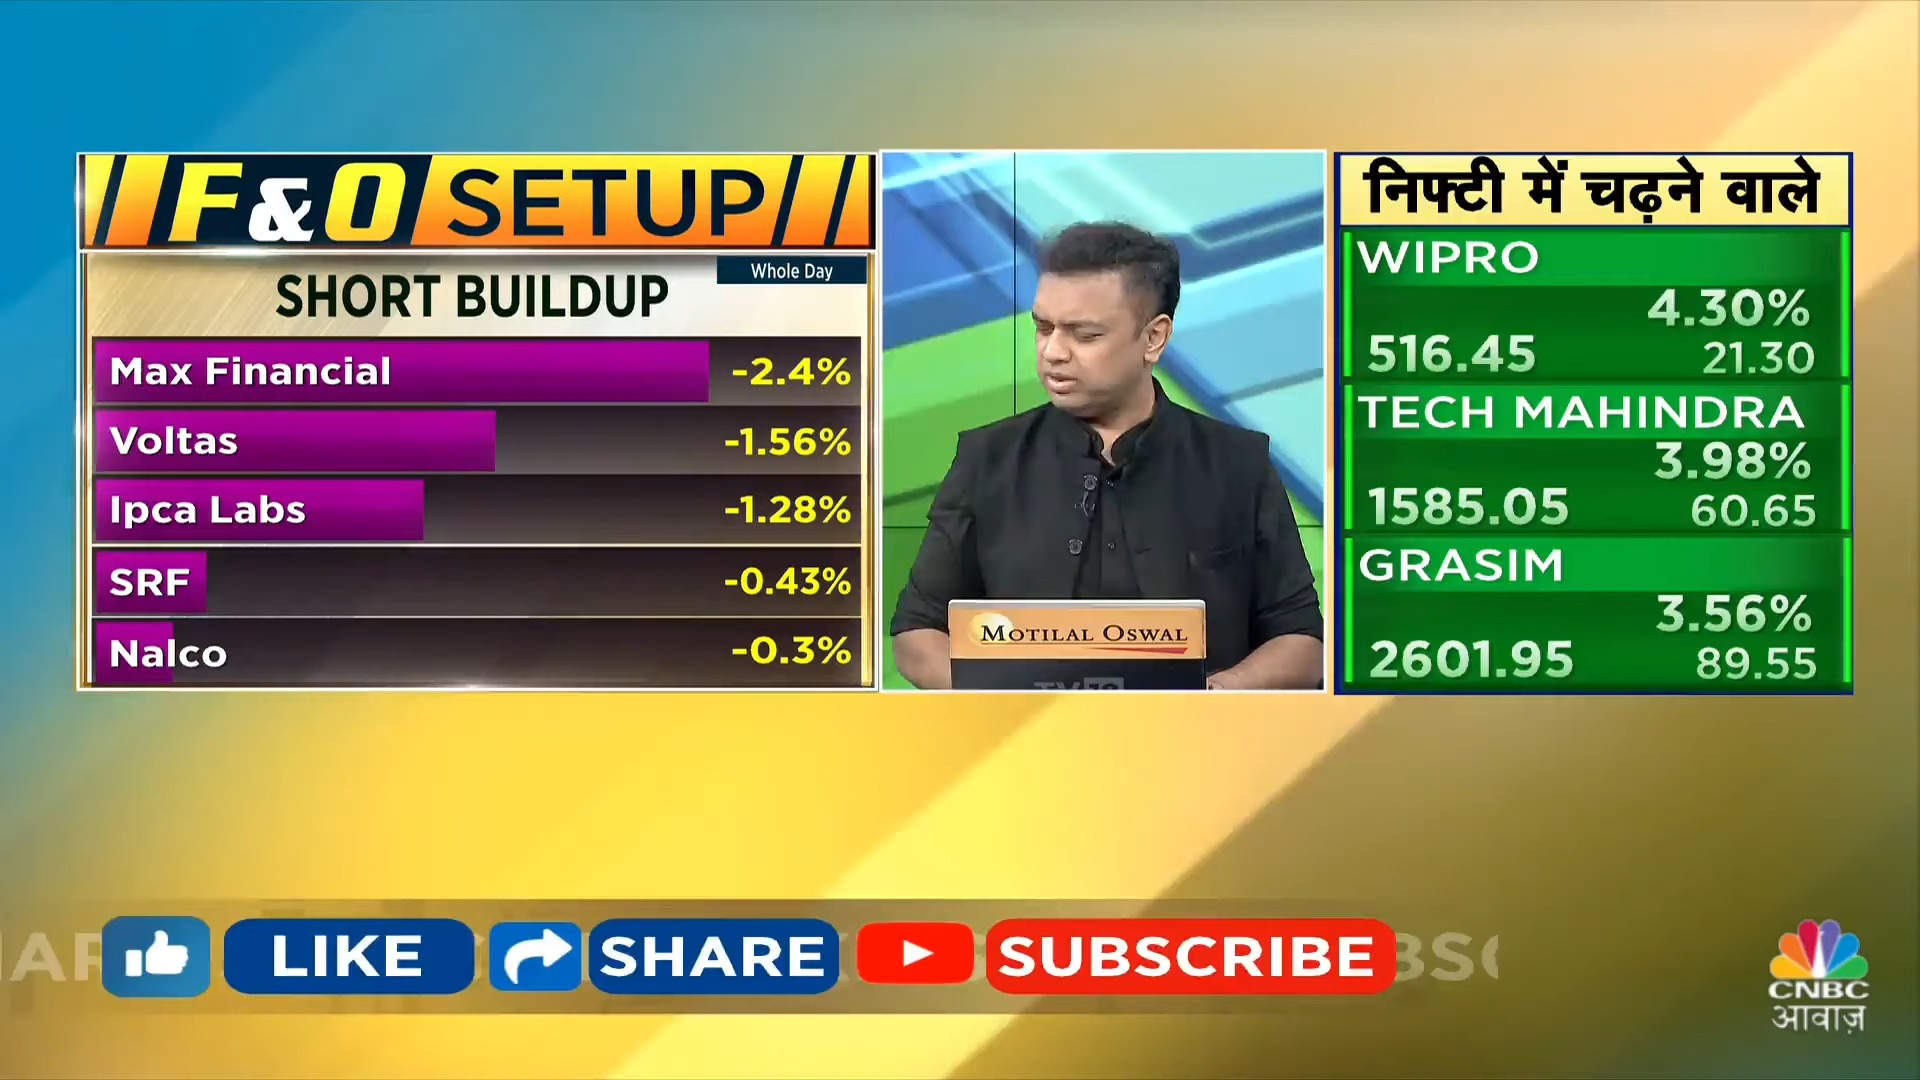 F&O SETUP
Whole Day
SHORT BUILDUP
Max Financial -2.4%
Voltas -1.56%
Ipca Labs -1.28%
SRF -0.43%
Nalco -0.3%
MOTILAL OSWAL
निफ्टी में चढ़ने वाले
WIPRO
4.30%
516.45 21.30
TECH MAHINDRA
3.98%
1585.05 60.65
GRASIM
3.56%
2601.95 89.55
LIKE SHARE SUBSCRIBE
CNBC
आवाज़